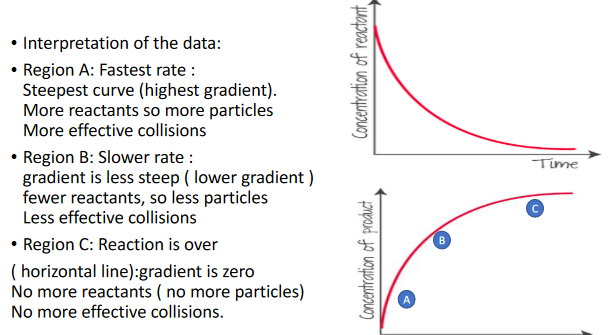 • Interpretation of the data:
• Region A: Fastest rate :
Steepest curve (highest gradient).
More reactants so more particles
More effective collisions
• Region B: Slower rate :
gradient is less steep ( lower gradient )
fewer reactants, so less particles
Less effective collisions
• Region C: Reaction is over
( horizontal line):gradient is zero
No more reactants ( no more particles)
No more effective collisions.
Concentration of reactant
Time
Concentration of product
A
B
C